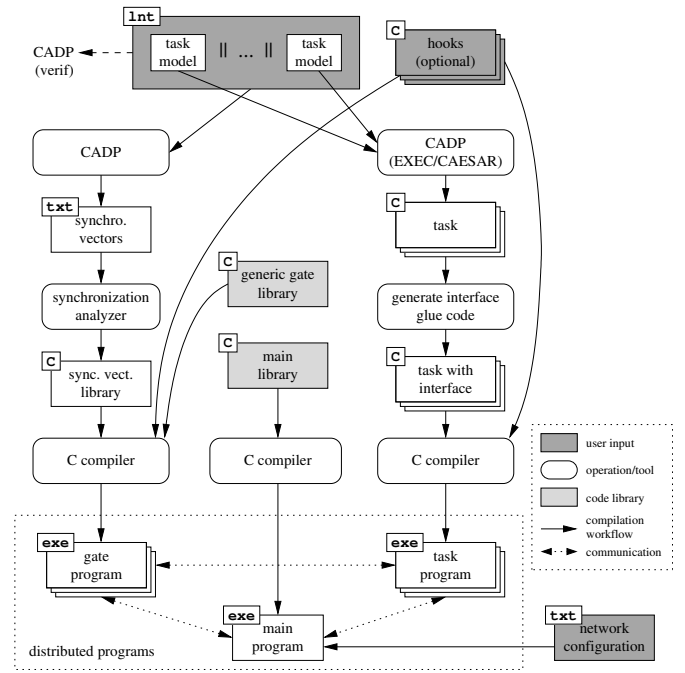 lnt
task
model
|| ... ||
task
model
CADP
(verif)
C
hooks
(optional)
CADP
CADP
(EXEC/CAESAR)
txt
synchro.
vectors
C
task
C
generic gate
library
synchronization
analyzer
generate interface
glue code
C
sync. vect.
library
C
main
library
C
task with
interface
C compiler
C compiler
C compiler
user input
operation/tool
code library
compilation
workflow
communication
exe
gate
program
exe
task
program
exe
main
program
distributed programs
txt
network
configuration